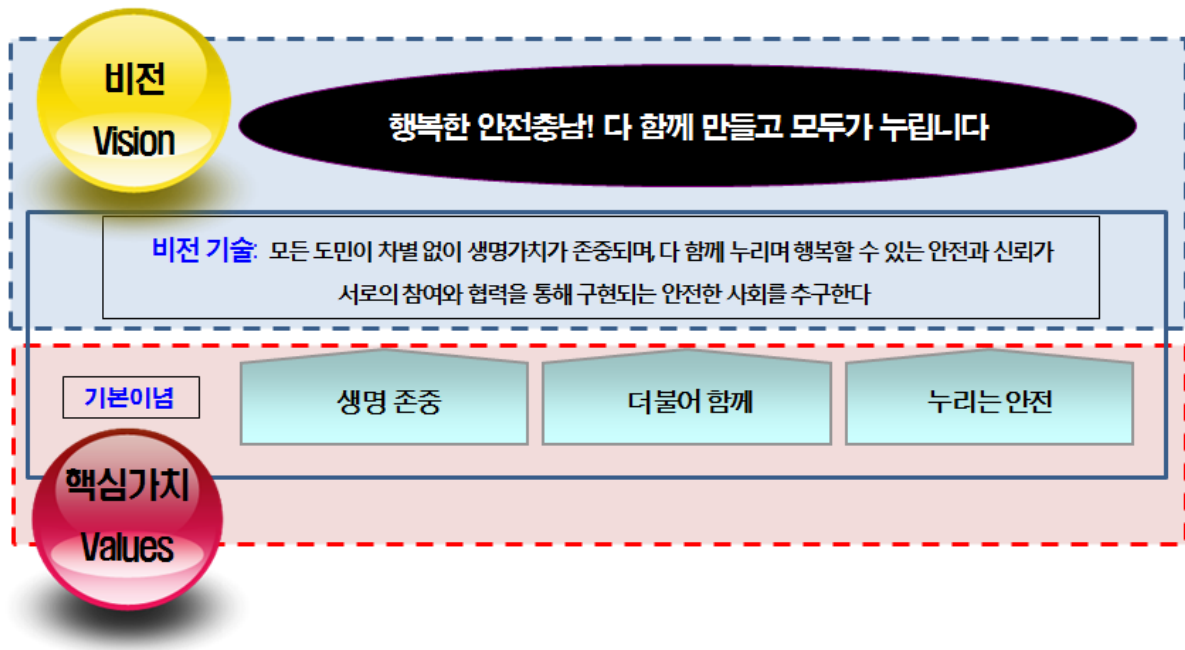 비전
Vision
행복한 안전충남! 다 함께 만들고 모두가 누립니다
비전 기술: 모든 도민이 차별 없이 생명가치가 존중되며, 다 함께 누리며 행복할 수 있는 안전과 신뢰가
서로의 참여와 협력을 통해 구현되는 안전한 사회를 추구한다
기본이념
생명 존중
더불어 함께
누리는 안전
핵심가치
Values